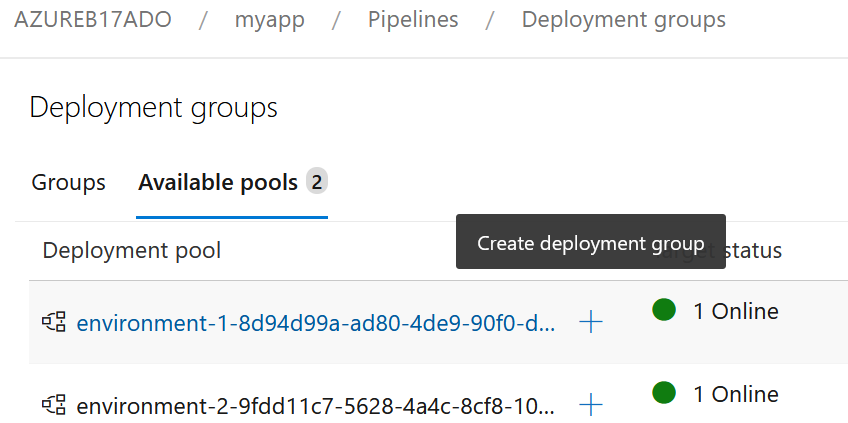 AZUREB17ADO / myapp / Pipelines / Deployment groups
Deployment groups
Groups Available pools 2
Create deployment group
Deployment pool status
environment-1-8d94d99a-ad80-4de9-90f0-d... + 1 Online
environment-2-9fdd11c7-5628-4a4c-8cf8-10... + 1 Online